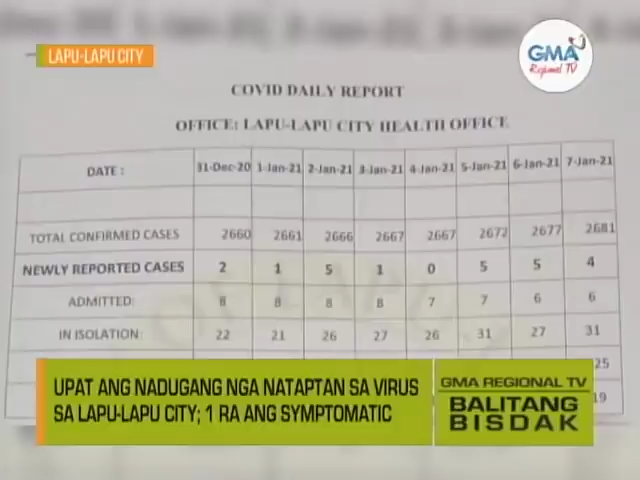 LAPU-LAPU CITY
GMA
Regional TV
COVID DAILY REPORT
OFFICE: LAPU-LAPU CITY HEALTH OFFICE
DATE : 31-Dec-20 1-Jan-21 2-Jan-21 3-Jan-21 4-Jan-21 5-Jan-21 6-Jan-21 7-Jan-21
TOTAL CONFIRMED CASES 2660 2661 2666 2667 2667 2672 2677 2681
NEWLY REPORTED CASES 2 1 5 1 0 5 5 4
ADMITTED: 8 8 8 8 7 7 6 6
IN ISOLATION: 22 21 26 27 26 31 27 31
25
19
UPAT ANG NADUGANG NGA NATAPTAN SA VIRUS
SA LAPU-LAPU CITY; 1 RA ANG SYMPTOMATIC
GMA REGIONAL TV
BALITANG
BISDAK